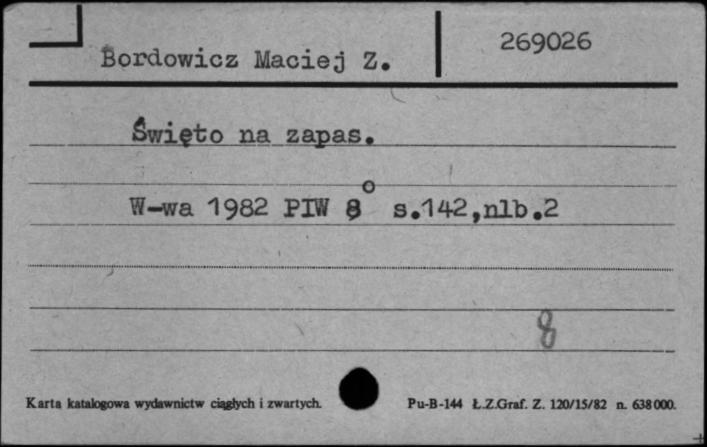 Bordowicz Maciej Z. 269026
Święto na zapas.
W-wa 1982 PIW 8° s.142,nlb.2
8
Karta katalogowa wydawnictw ciągłych i zwartych. Pu-B-144 Ł.Z.Graf. Z. 120/15/82 n. 638000.